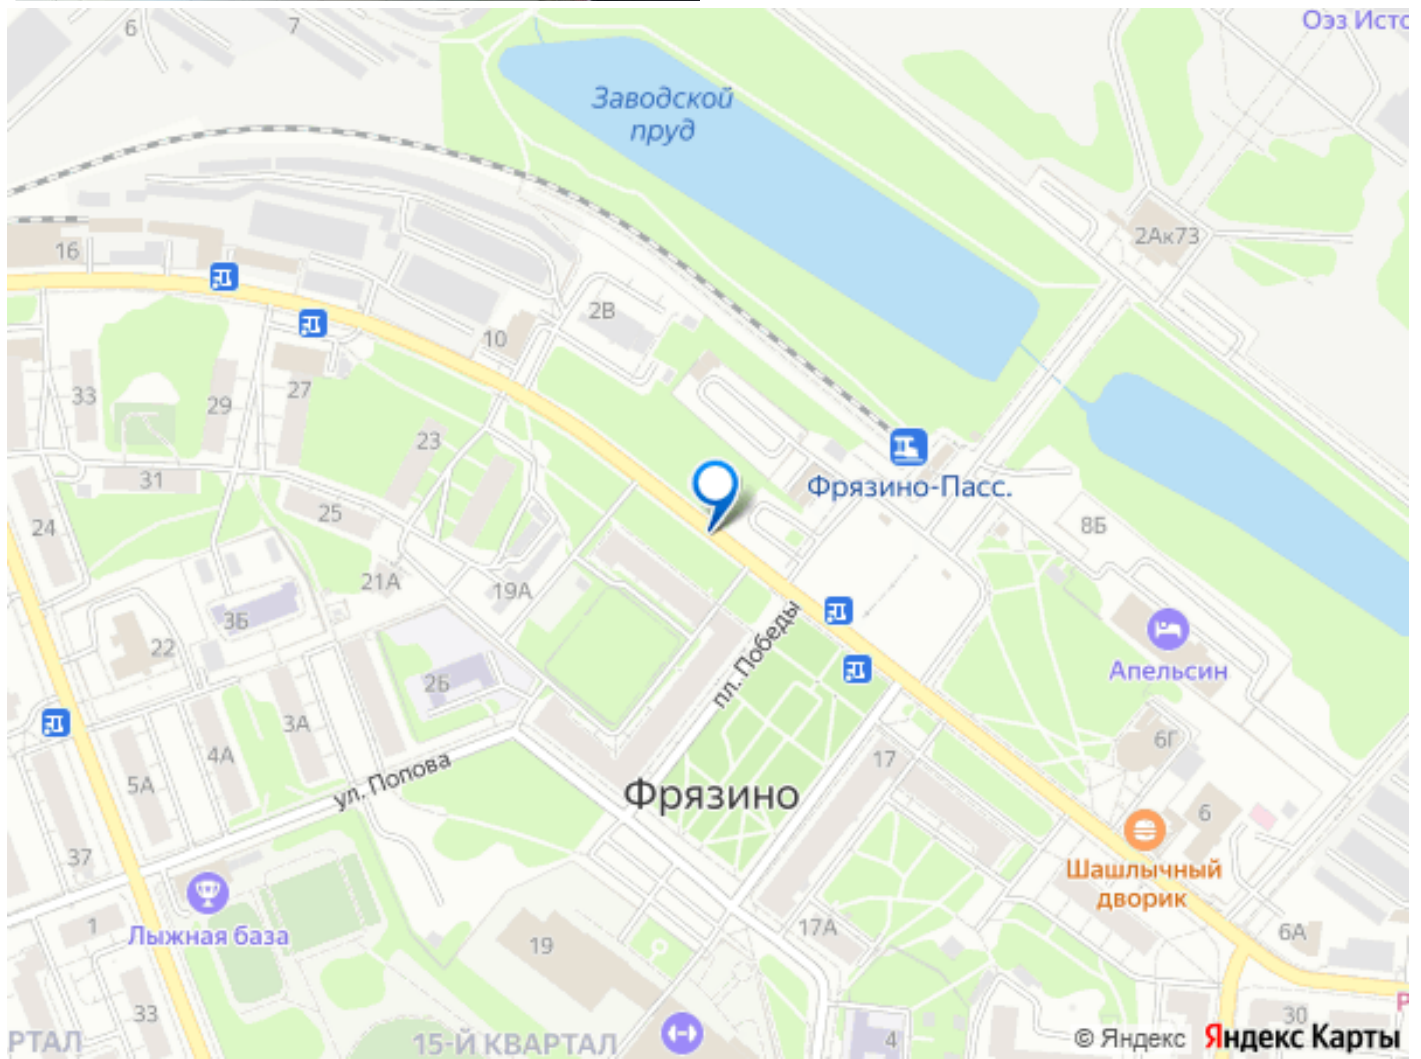 6
7
Оэз Исто
Заводской
пруд
2Ак73
16
2В
10
33
29
27
23
31
25
24
Фрязино-Пасс.
8Б
21А
19А
3Б
22
2Б
пл. Победы
Апельсин
3А
4А
5А
6Г
17
ул. Попова
Фрязино
6
37
Шашлычный
дворик
1
Лыжная база
19
17А
6А
33
РТАЛ
15-Й КВАРТАЛ
4
30
Р
© Яндекс Яндекс Карты